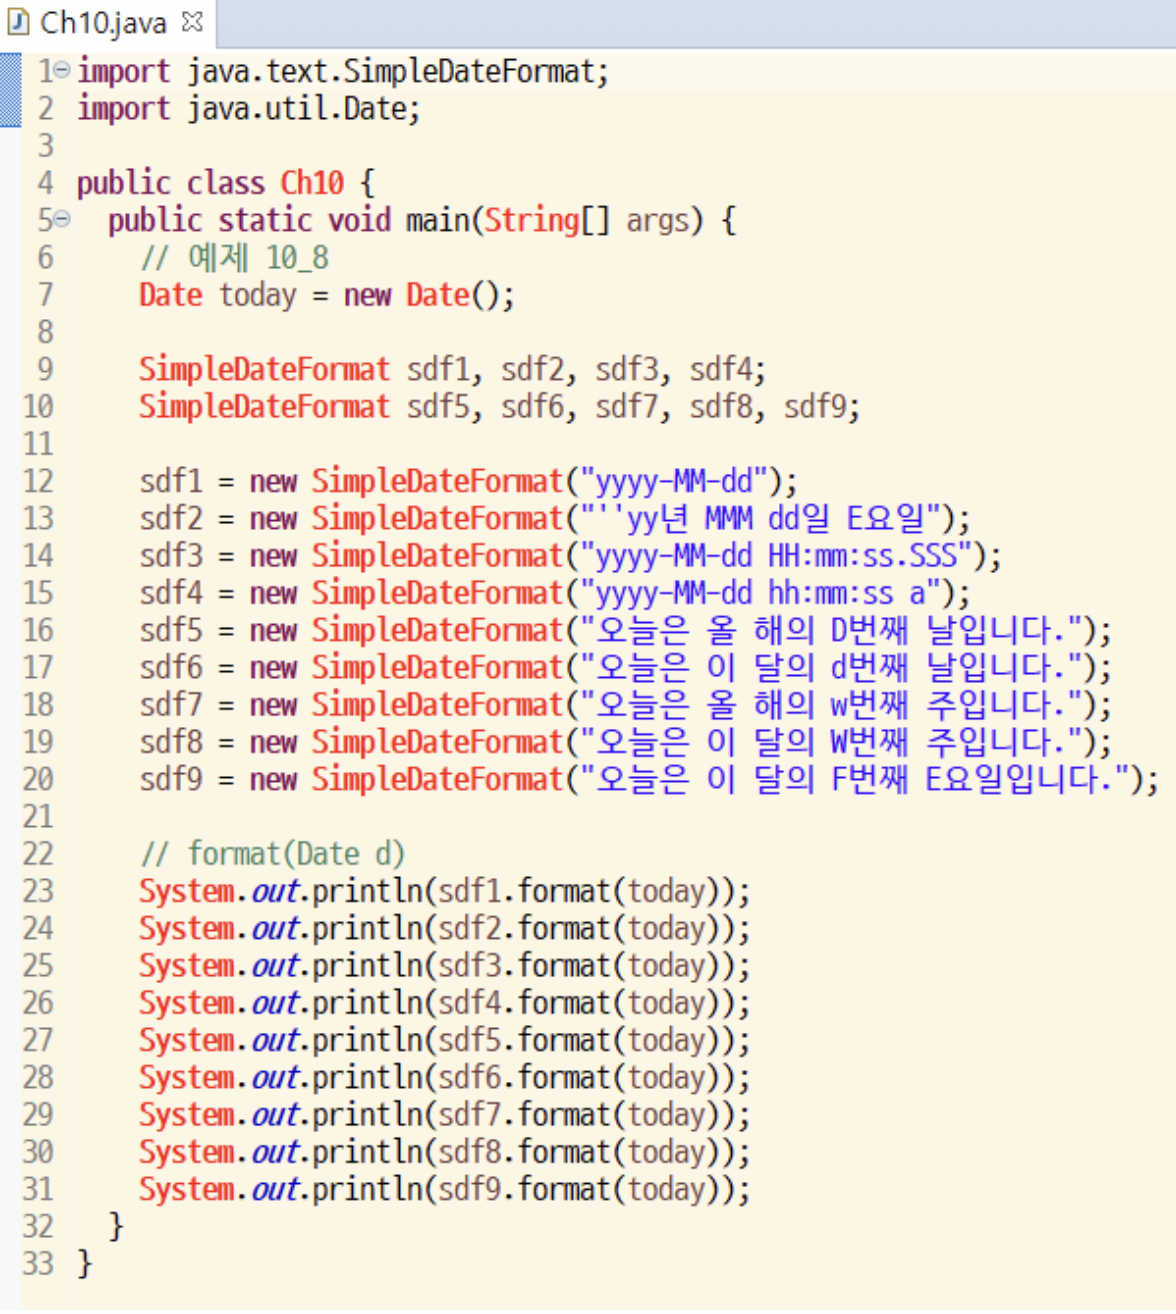 Ch10.java
1 import java.text.SimpleDateFormat;
2 import java.util.Date;
3
4 public class Ch10 {
5   public static void main(String[] args) {
6     // 예제 10_8
7     Date today = new Date();
8
9     SimpleDateFormat sdf1, sdf2, sdf3, sdf4;
10     SimpleDateFormat sdf5, sdf6, sdf7, sdf8, sdf9;
11
12     sdf1 = new SimpleDateFormat("yyyy-MM-dd");
13     sdf2 = new SimpleDateFormat("''yy년 MMM dd일 E요일");
14     sdf3 = new SimpleDateFormat("yyyy-MM-dd HH:mm:ss.SSS");
15     sdf4 = new SimpleDateFormat("yyyy-MM-dd hh:mm:ss a");
16     sdf5 = new SimpleDateFormat("오늘은 올 해의 D번째 날입니다.");
17     sdf6 = new SimpleDateFormat("오늘은 이 달의 d번째 날입니다.");
18     sdf7 = new SimpleDateFormat("오늘은 올 해의 w번째 주입니다.");
19     sdf8 = new SimpleDateFormat("오늘은 이 달의 W번째 주입니다.");
20     sdf9 = new SimpleDateFormat("오늘은 이 달의 F번째 E요일입니다.");
21
22     // format(Date d)
23     System.out.println(sdf1.format(today));
24     System.out.println(sdf2.format(today));
25     System.out.println(sdf3.format(today));
26     System.out.println(sdf4.format(today));
27     System.out.println(sdf5.format(today));
28     System.out.println(sdf6.format(today));
29     System.out.println(sdf7.format(today));
30     System.out.println(sdf8.format(today));
31     System.out.println(sdf9.format(today));
32   }
33 }